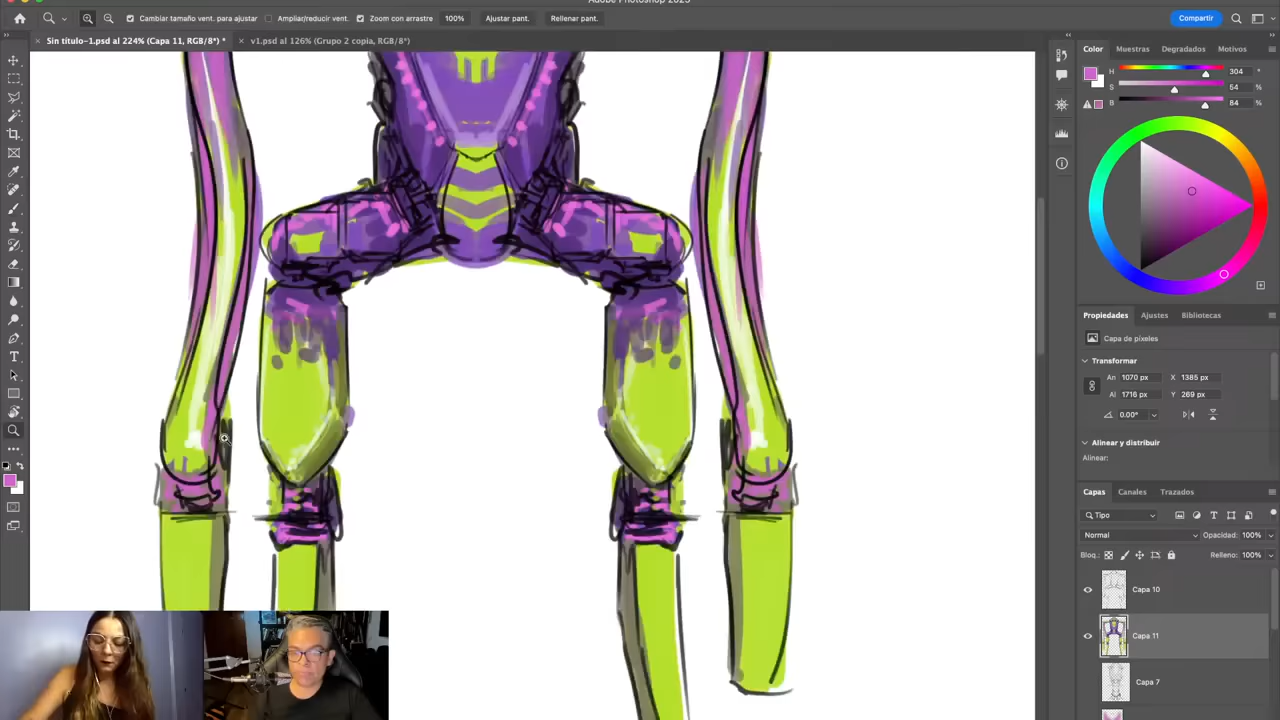 Adobe Photoshop 2023
Cambiar tamaño vent. para ajustar
Ampliar/reducir vent.
Zoom con arrastre
100%
Ajustar pant.
Rellenar pant.
Compartir
Sin título-1.psd al 224% (Capa 11, RGB/8*) *
v1.psd al 126% (Grupo 2 copia, RGB/8*)
Color
Muestras
Degradados
Motivos
H 304 °
S 54 %
B 84 %
Propiedades
Ajustes
Bibliotecas
Capa de píxeles
Transformar
An 1070 px X 1385 px
Al 1716 px Y 269 px
0.00°
Alinear y distribuir
Alinear:
Capas
Canales
Trazados
Tipo
Normal
Opacidad: 100%
Bloq.:
Relleno: 100%
Capa 10
Capa 11
Capa 7